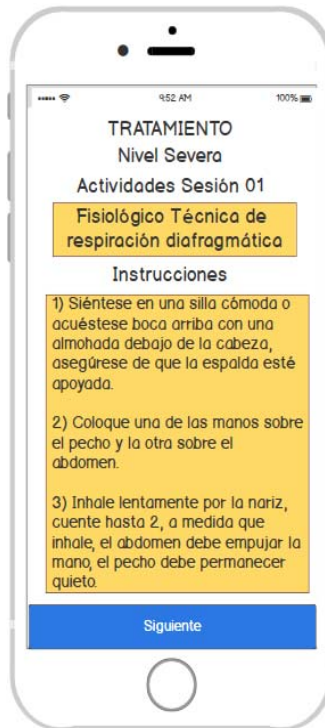 9:52 AM
100%
TRATAMIENTO
Nivel Severa
Actividades Sesión 01
Fisiológico Técnica de
respiración diafragmática
Instrucciones
1) Siéntese en una silla cómoda o
acuéstese boca arriba con una
almohada debajo de la cabeza,
asegúrese de que la espalda esté
apoyada.
2) Coloque una de las manos sobre
el pecho y la otra sobre el
abdomen.
3) Inhale lentamente por la nariz,
cuente hasta 2, a medida que
inhale, el abdomen debe empujar la
mano, el pecho debe permanecer
quieto.
Siguiente